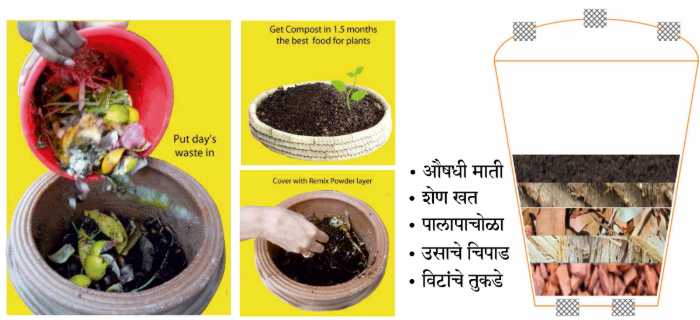 Put day's
waste in
Get Compost in 1.5 months
the best food for plants
Cover with Remix Powder layer
• औषधी माती
• शेण खत
• पालापाचोळा
• उसाचे चिपाड
• विटांचे तुकडे